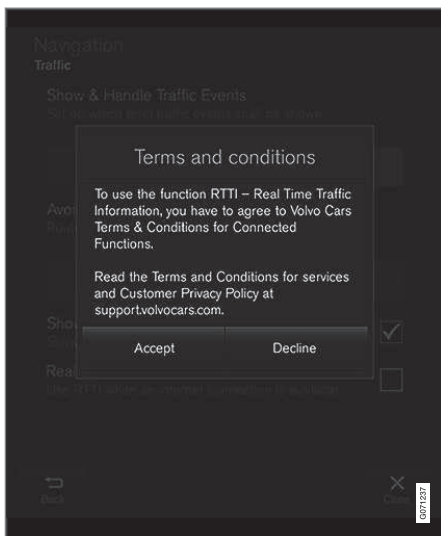 Navigation
Traffic
Show & Handle Traffic Events
Terms and conditions
To use the function RTTI – Real Time Traffic
Information, you have to agree to Volvo Cars
Terms & Conditions for Connected
Functions.
Read the Terms and Conditions for services
and Customer Privacy Policy at
support.volvocars.com.
Accept
Decline
Back
Close
G071237